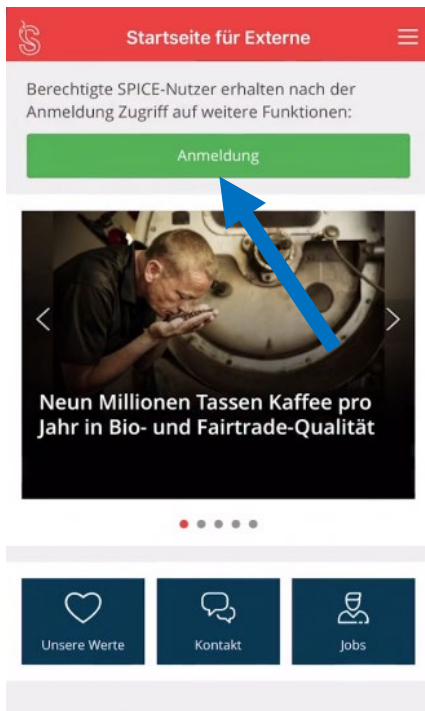 Startseite für Externe
Berechtigte SPICE-Nutzer erhalten nach der
Anmeldung Zugriff auf weitere Funktionen:
Anmeldung
Neun Millionen Tassen Kaffee pro
Jahr in Bio- und Fairtrade-Qualität
Unsere Werte
Kontakt
Jobs